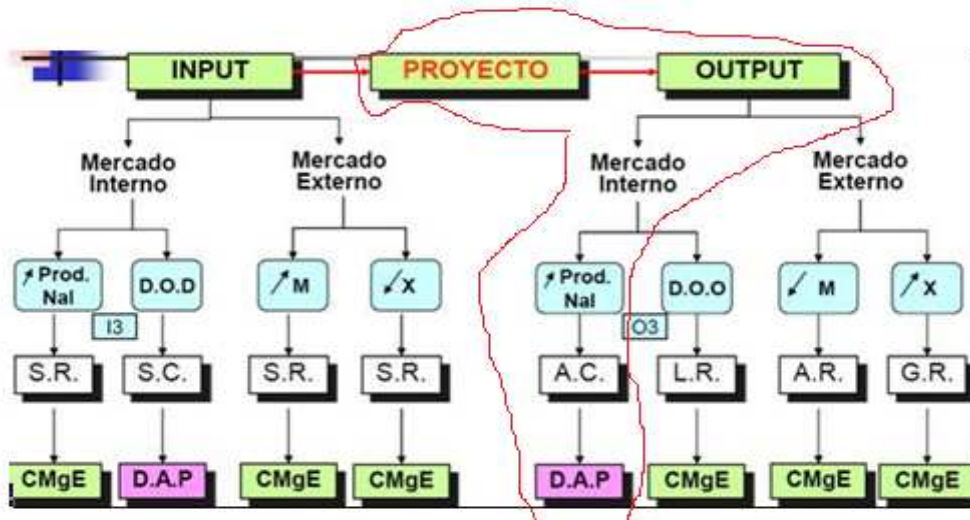 INPUT PROYECTO OUTPUT
Mercado Interno
Mercado Externo
Mercado Interno
Mercado Externo
Prod. Nal
D.O.D
M
X
Prod. Nal
D.O.O
M
X
I3
O3
S.R. S.C. S.R. S.R. A.C. L.R. A.R. G.R.
CMgE D.A.P CMgE CMgE D.A.P CMgE CMgE CMgE